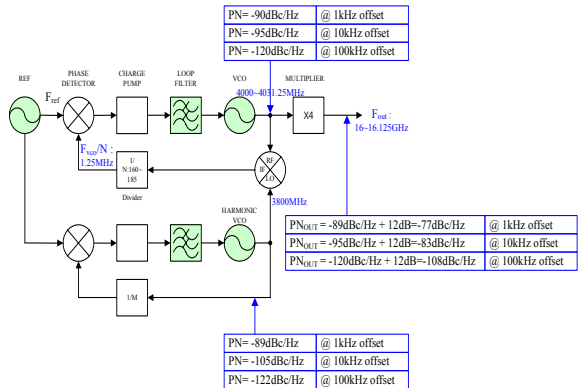 PN= -90dBc/Hz @ 1kHz offset
PN= -95dBc/Hz @ 10kHz offset
PN= -120dBc/Hz @ 100kHz offset
REF
PHASE DETECTOR
CHARGE PUMP
LOOP FILTER
VCO
MULTIPLIER
4000~4031.25MHz
Fref
X4
Fout :
16~16.125GHz
Fvco/N :
1.25MHz
1/
N:160~
185
Divider
RF
IF
LO
3800MHz
HARMONIC VCO
PNOUT = -89dBc/Hz + 12dB=-77dBc/Hz @ 1kHz offset
PNOUT = -95dBc/Hz + 12dB=-83dBc/Hz @ 10kHz offset
PNOUT = -120dBc/Hz + 12dB=-108dBc/Hz @ 100kHz offset
1/M
PN= -89dBc/Hz @ 1kHz offset
PN= -105dBc/Hz @ 10kHz offset
PN= -122dBc/Hz @ 100kHz offset